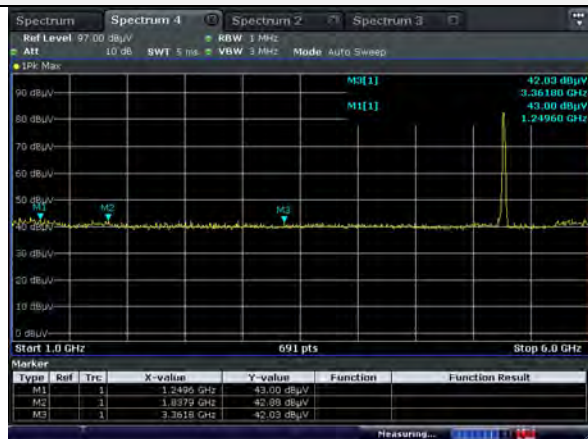 Spectrum Spectrum 4 Spectrum 2 Spectrum 3
Ref Level 97.00 dBµV RBW 1 MHz
Att 10 dB SWT 5 ms VBW 3 MHz Mode Auto Sweep
1Pk Max
M3[1] 42.03 dBµV
3.36180 GHz
M1[1] 43.00 dBµV
1.24960 GHz
90 dBµV
80 dBµV
70 dBµV
60 dBµV
50 dBµV
M1 M2 M3
40 dBµV
30 dBµV
20 dBµV
10 dBµV
0 dBµV
Start 1.0 GHz 691 pts Stop 6.0 GHz
Marker
Type Ref Trc X-value Y-value Function Function Result
M1 1 1.2496 GHz 43.00 dBµV
M2 1 1.8379 GHz 42.88 dBµV
M3 1 3.3618 GHz 42.03 dBµV
Measuring...